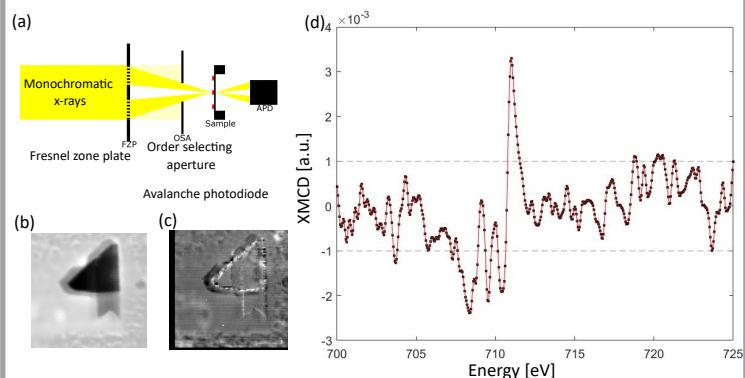 (a)
Monochromatic
x-rays
FZP
OSA
Sample
APD
Fresnel zone plate
Order selecting
aperture
Avalanche photodiode
(b)
(c)
(d)
×10⁻³
4
3
2
1
0
-1
-2
-3
XMCD [a.u.]
700
705
710
715
720
725
Energy [eV]